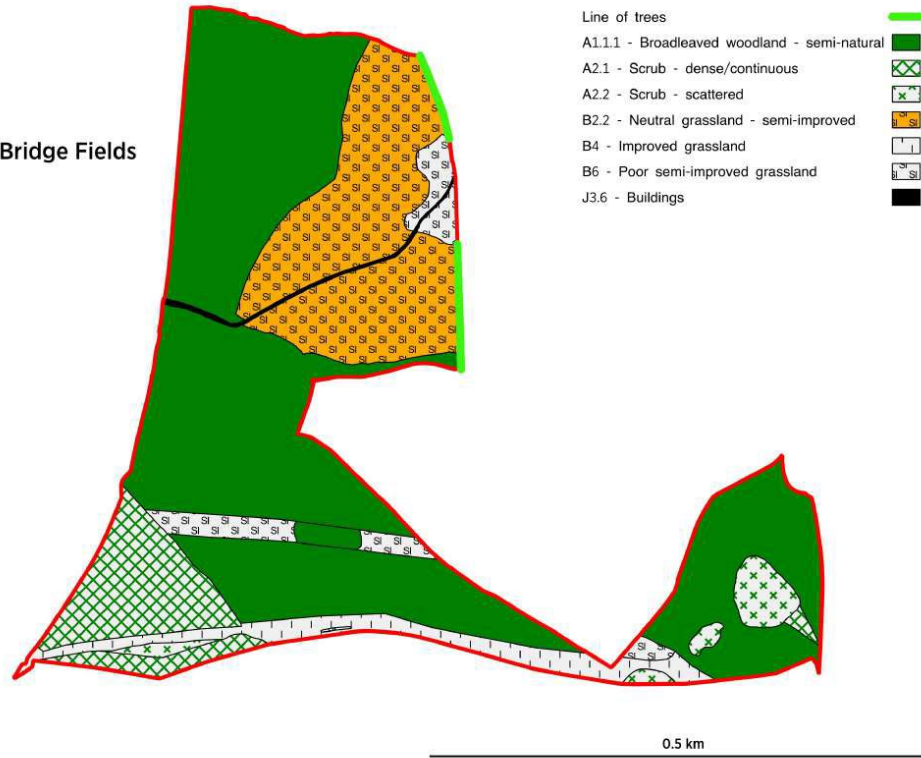 Bridge Fields
Line of trees
A1.1.1 - Broadleaved woodland - semi-natural
A2.1 - Scrub - dense/continuous
A2.2 - Scrub - scattered
B2.2 - Neutral grassland - semi-improved
B4 - Improved grassland
B6 - Poor semi-improved grassland
J3.6 - Buildings
0.5 km